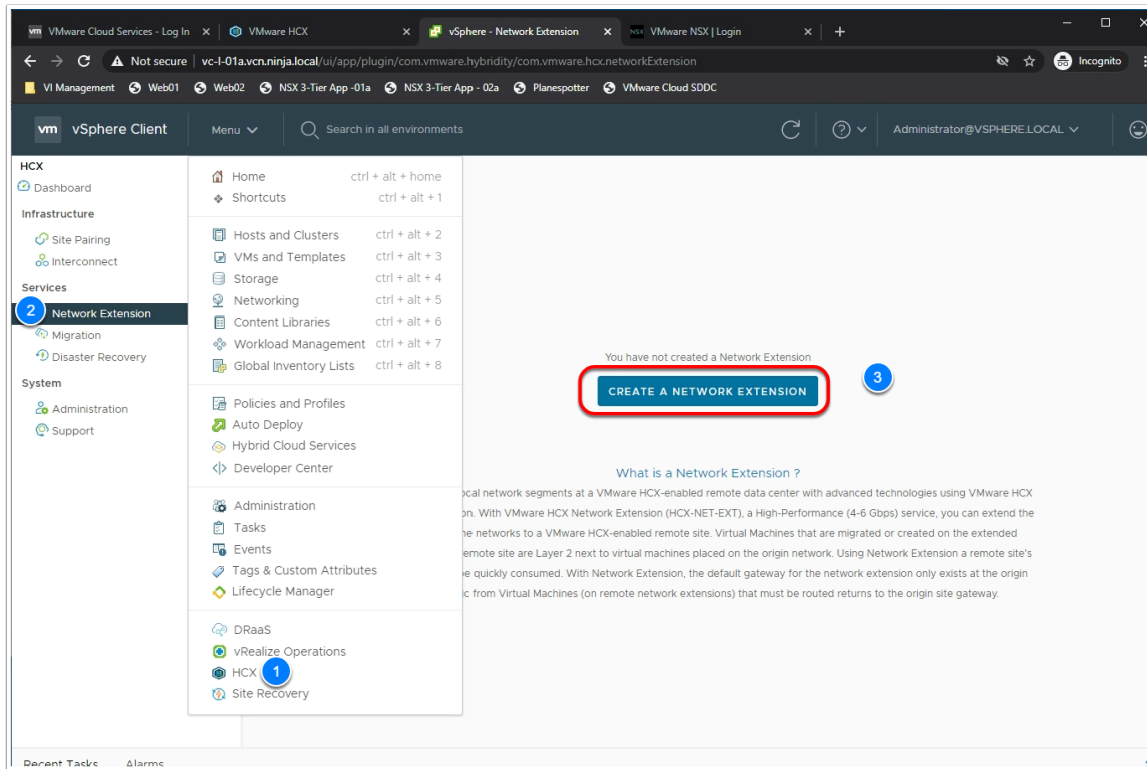 vm VMware Cloud Services - Log In
VMware HCX
vSphere - Network Extension
NSX VMware NSX | Login
Not secure | vc-l-01a.vcn.ninja.local/ui/app/plugin/com.vmware.hybridity/com.vmware.hcx.networkExtension
Incognito
VI Management Web01 Web02 NSX 3-Tier App -01a NSX 3-Tier App - 02a Planespotter VMware Cloud SDDC
vm vSphere Client Menu Search in all environments Administrator@VSPHERE.LOCAL
HCX
Dashboard
Infrastructure
Site Pairing
Interconnect
Services
2 Network Extension
Migration
Disaster Recovery
System
Administration
Support
Home ctrl + alt + home
Shortcuts ctrl + alt + 1
Hosts and Clusters ctrl + alt + 2
VMs and Templates ctrl + alt + 3
Storage ctrl + alt + 4
Networking ctrl + alt + 5
Content Libraries ctrl + alt + 6
Workload Management ctrl + alt + 7
Global Inventory Lists ctrl + alt + 8
Policies and Profiles
Auto Deploy
Hybrid Cloud Services
Developer Center
Administration
Tasks
Events
Tags & Custom Attributes
Lifecycle Manager
DRaaS
vRealize Operations
HCX 1
Site Recovery
You have not created a Network Extension
CREATE A NETWORK EXTENSION 3
What is a Network Extension ?
ocal network segments at a VMware HCX-enabled remote data center with advanced technologies using VMware HCX
on. With VMware HCX Network Extension (HCX-NET-EXT), a High-Performance (4-6 Gbps) service, you can extend the
ne networks to a VMware HCX-enabled remote site. Virtual Machines that are migrated or created on the extended
emote site are Layer 2 next to virtual machines placed on the origin network. Using Network Extension a remote site's
be quickly consumed. With Network Extension, the default gateway for the network extension only exists at the origin
ic from Virtual Machines (on remote network extensions) that must be routed returns to the origin site gateway.
Recent Tasks Alarms